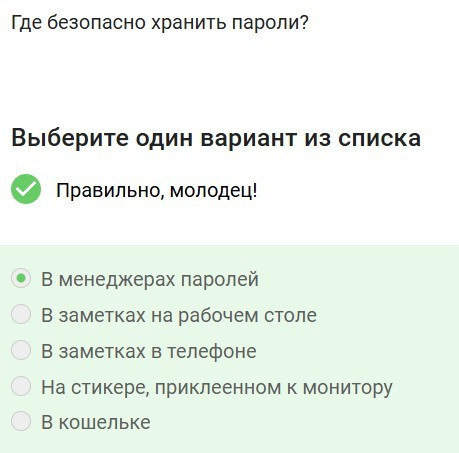 Где безопасно хранить пароли?
Выберите один вариант из списка
Правильно, молодец!
В менеджерах паролей
В заметках на рабочем столе
В заметках в телефоне
На стикере, приклеенном к монитору
В кошельке